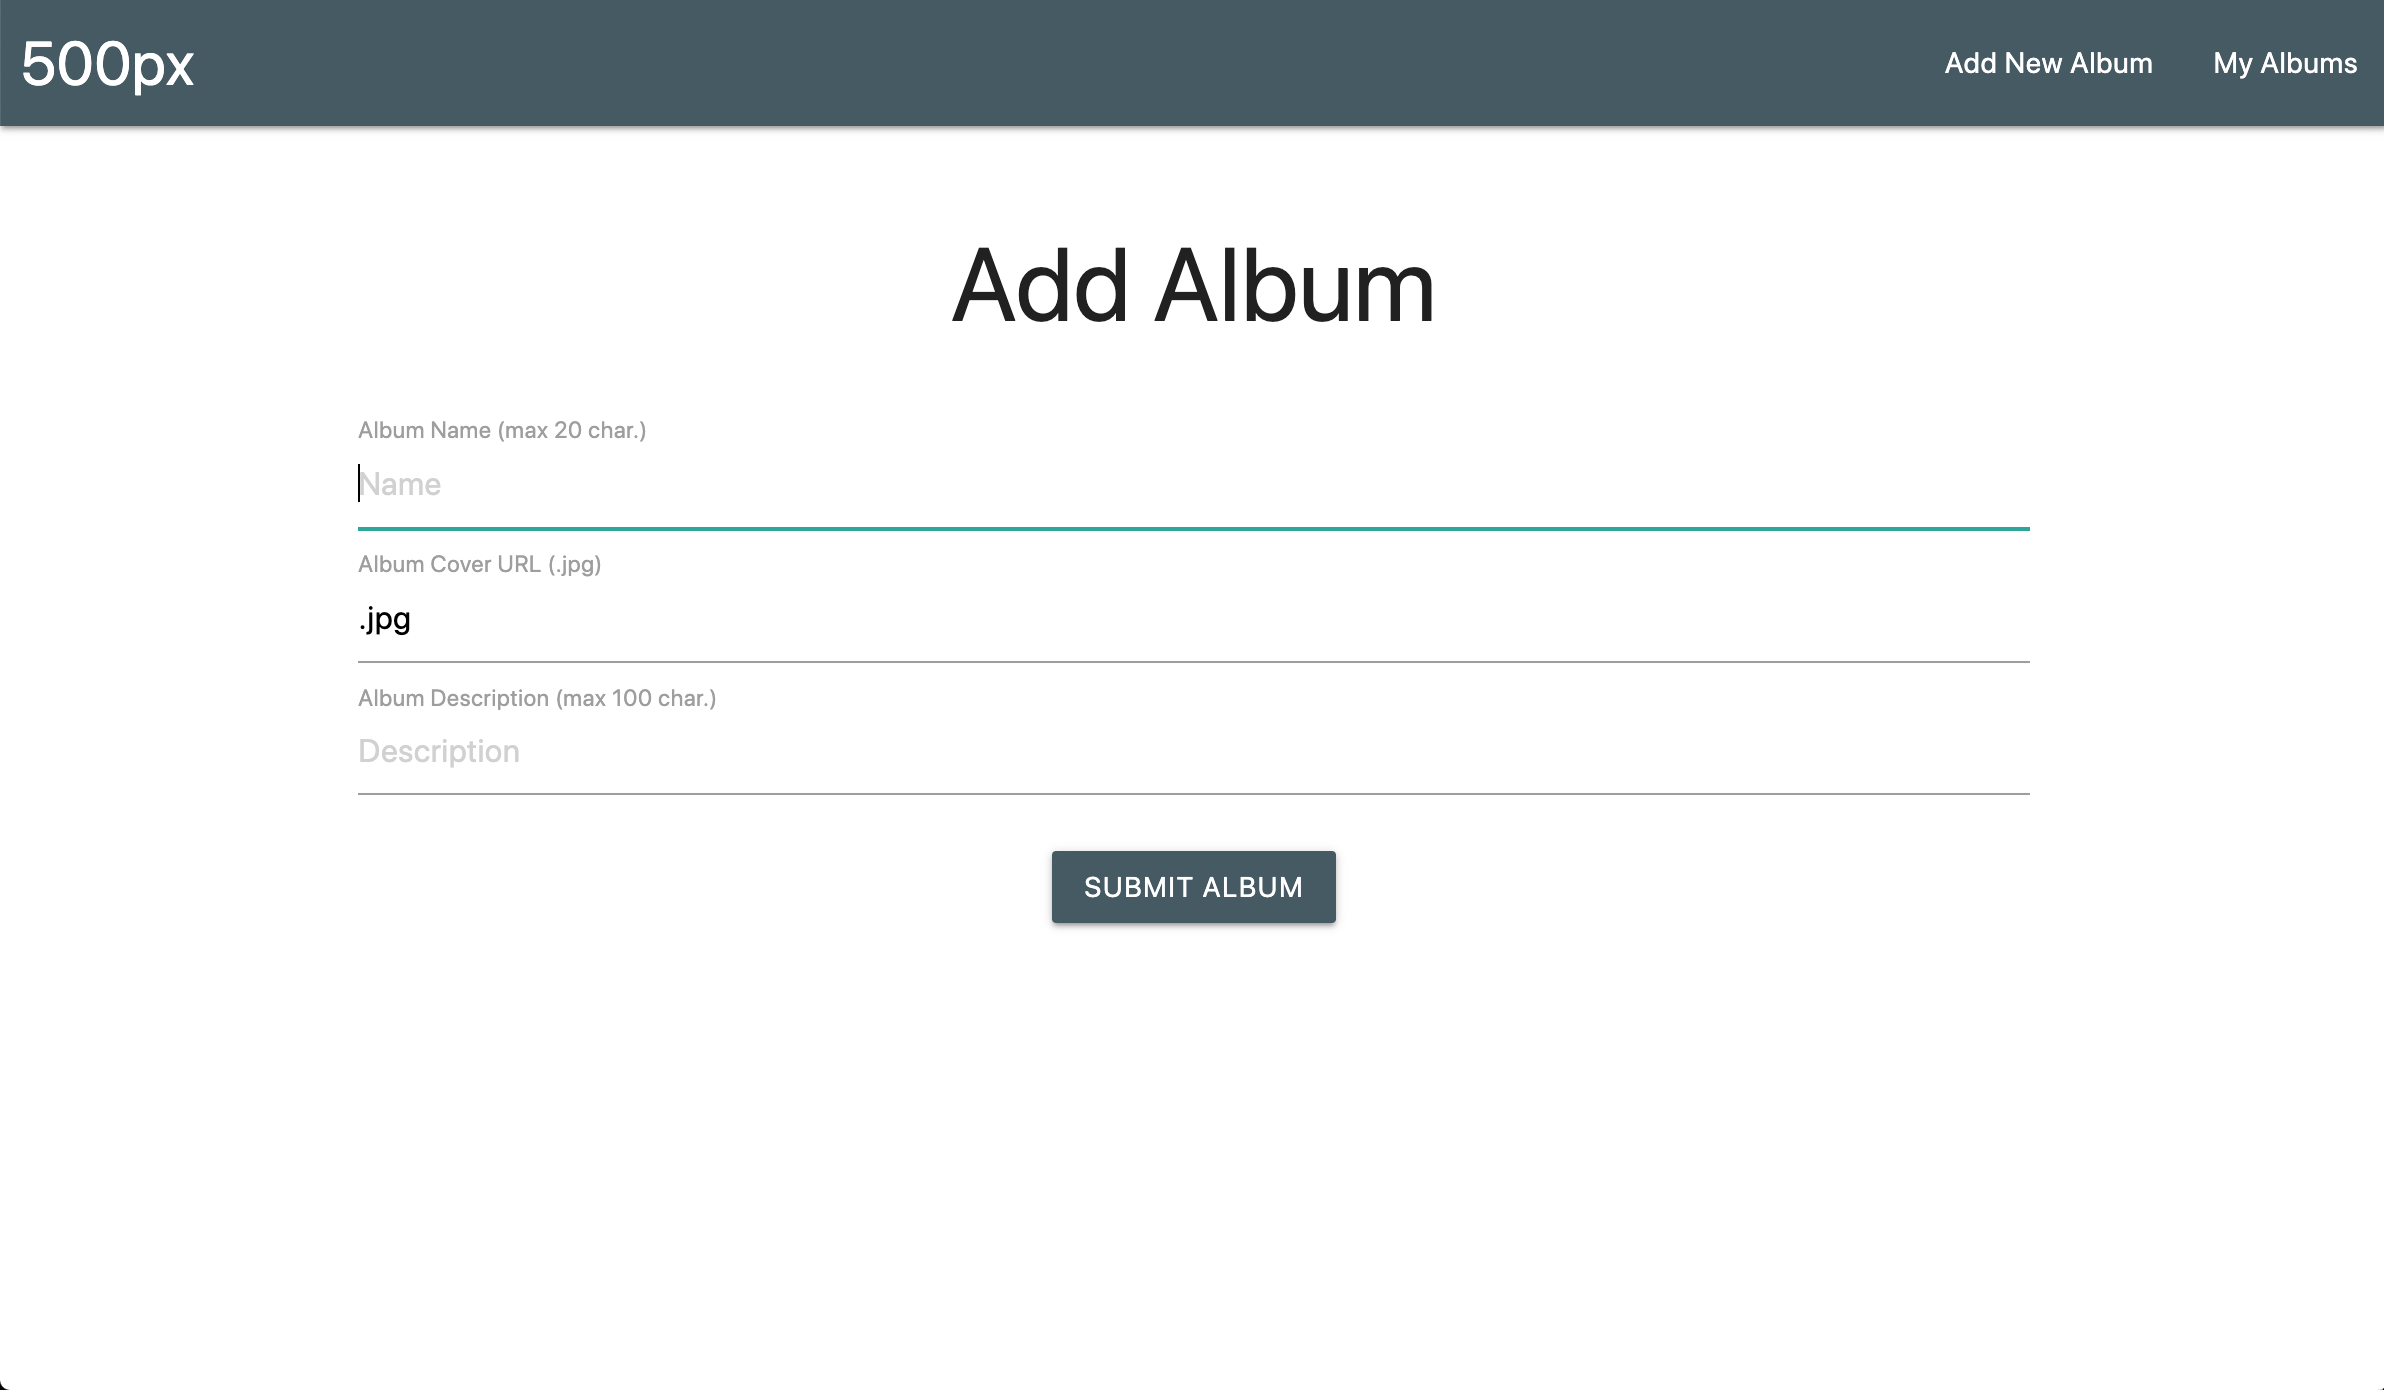 500px
Add New Album
My Albums
Add Album
Album Name (max 20 char.)
Name
Album Cover URL (.jpg)
.jpg
Album Description (max 100 char.)
Description
SUBMIT ALBUM